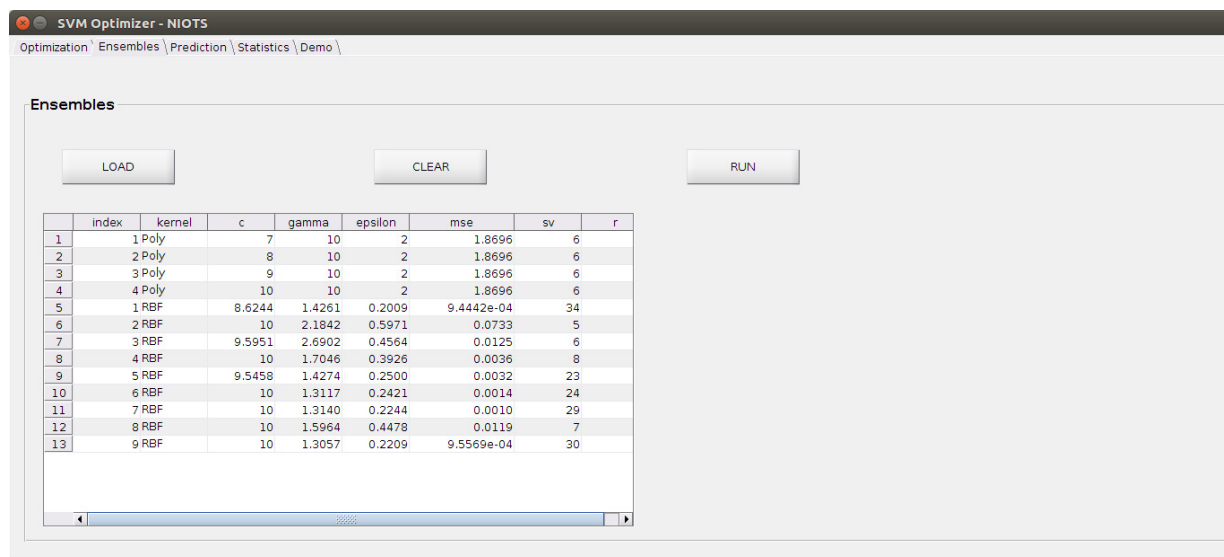 SVM Optimizer - NIOTS
Optimization Ensembles Prediction Statistics Demo
Ensembles
LOAD CLEAR RUN
index kernel c gamma epsilon mse sv r
1 1 Poly 7 10 2 1.8696 6
2 2 Poly 8 10 2 1.8696 6
3 3 Poly 9 10 2 1.8696 6
4 4 Poly 10 10 2 1.8696 6
5 1 RBF 8.6244 1.4261 0.2009 9.4442e-04 34
6 2 RBF 10 2.1842 0.5971 0.0733 5
7 3 RBF 9.5951 2.6902 0.4564 0.0125 6
8 4 RBF 10 1.7046 0.3926 0.0036 8
9 5 RBF 9.5458 1.4274 0.2500 0.0032 23
10 6 RBF 10 1.3117 0.2421 0.0014 24
11 7 RBF 10 1.3140 0.2244 0.0010 29
12 8 RBF 10 1.5964 0.4478 0.0119 7
13 9 RBF 10 1.3057 0.2209 9.5569e-04 30